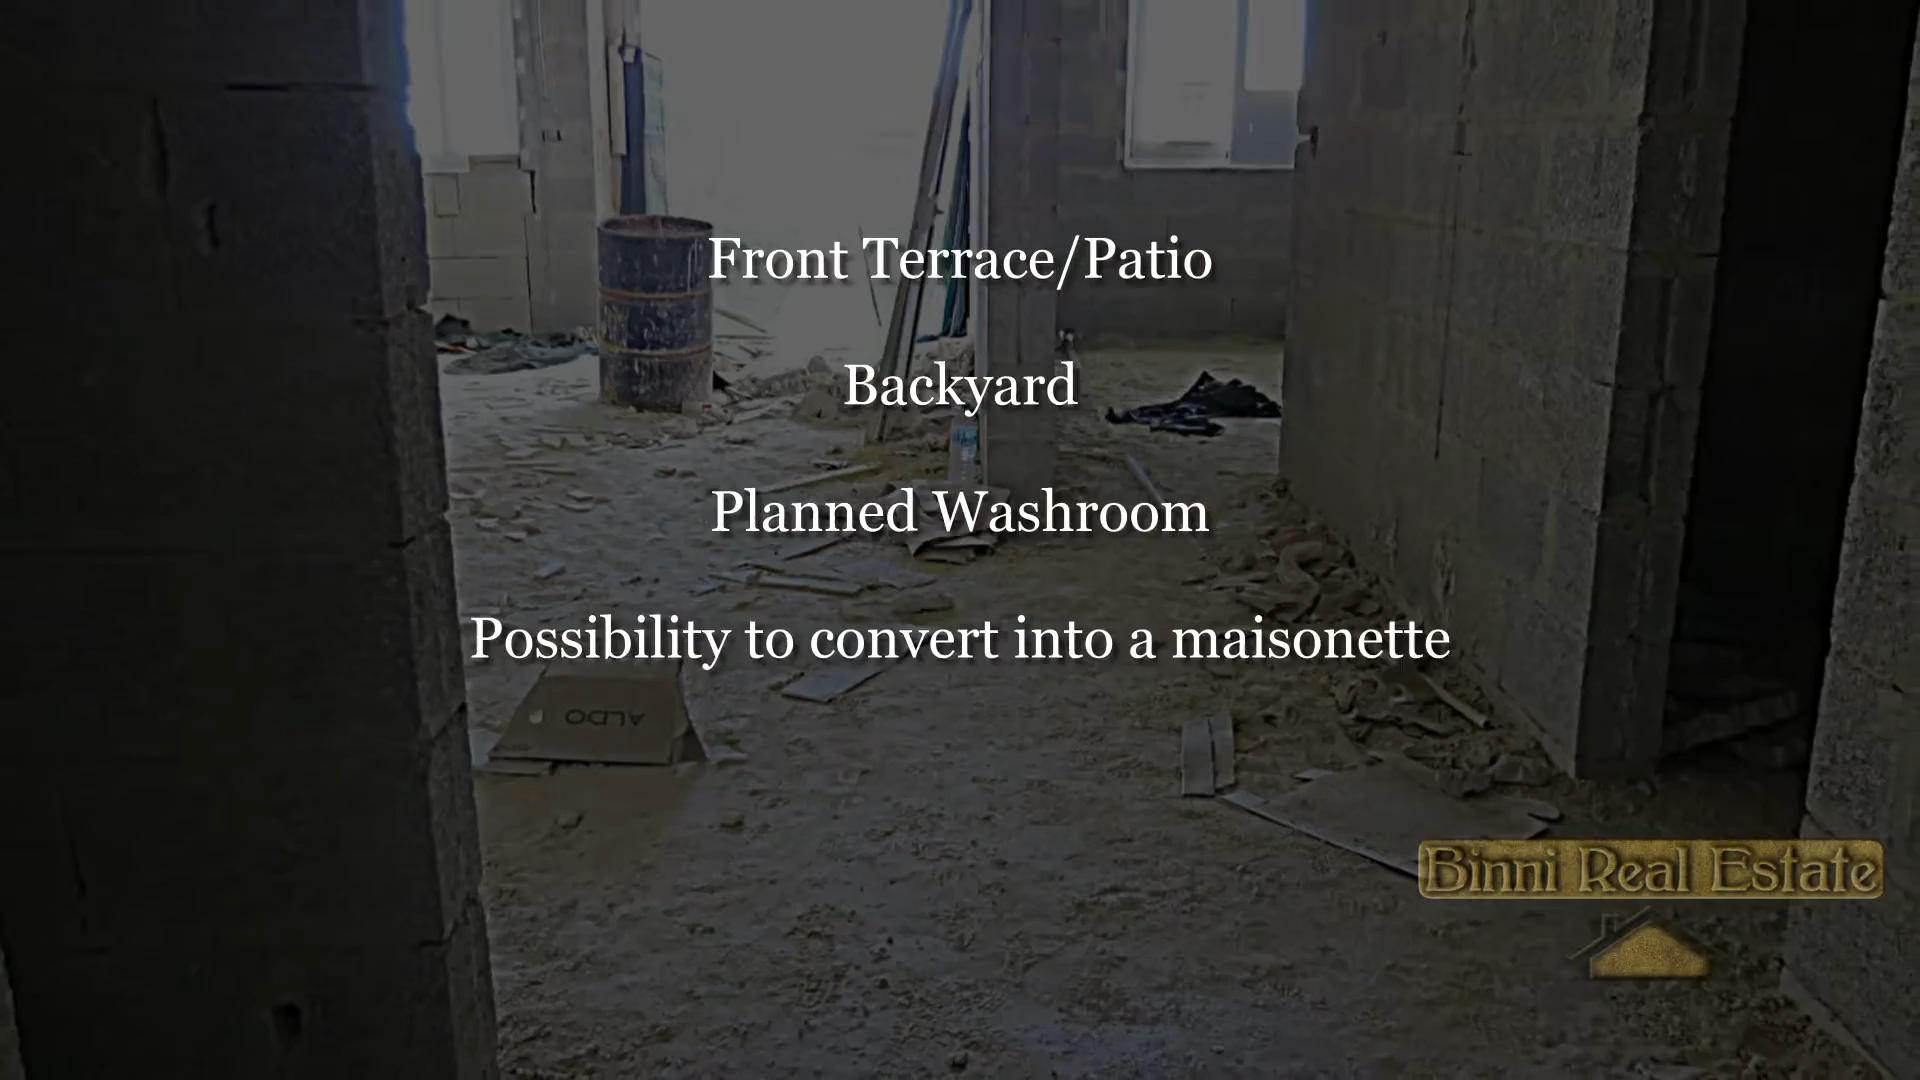 Front Terrace/Patio
Backyard
Planned Washroom
Possibility to convert into a maisonette
ALDO
Binni Real Estate